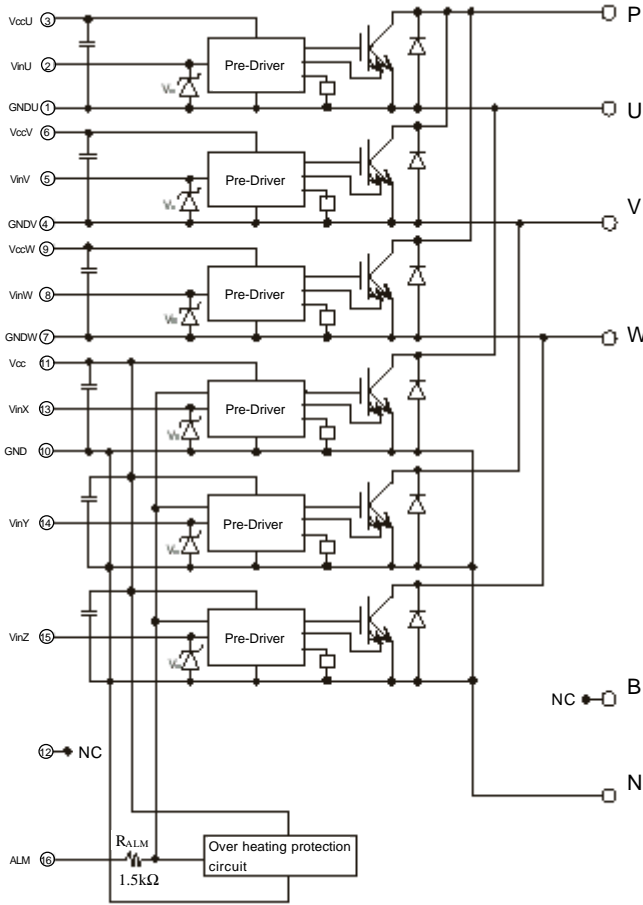 P
VccU 3
VinU 2
Pre-Driver
GNDU 1
U
VccV 6
VinV 5
Pre-Driver
GNDV 4
V
VccW 9
VinW 8
Pre-Driver
GNDW 7
W
Vcc 11
VinX 13
Pre-Driver
GND 10
VinY 14
Pre-Driver
VinZ 15
Pre-Driver
NC B
12 NC
N
RALM
ALM 16
1.5kΩ
Over heating protection
circuit